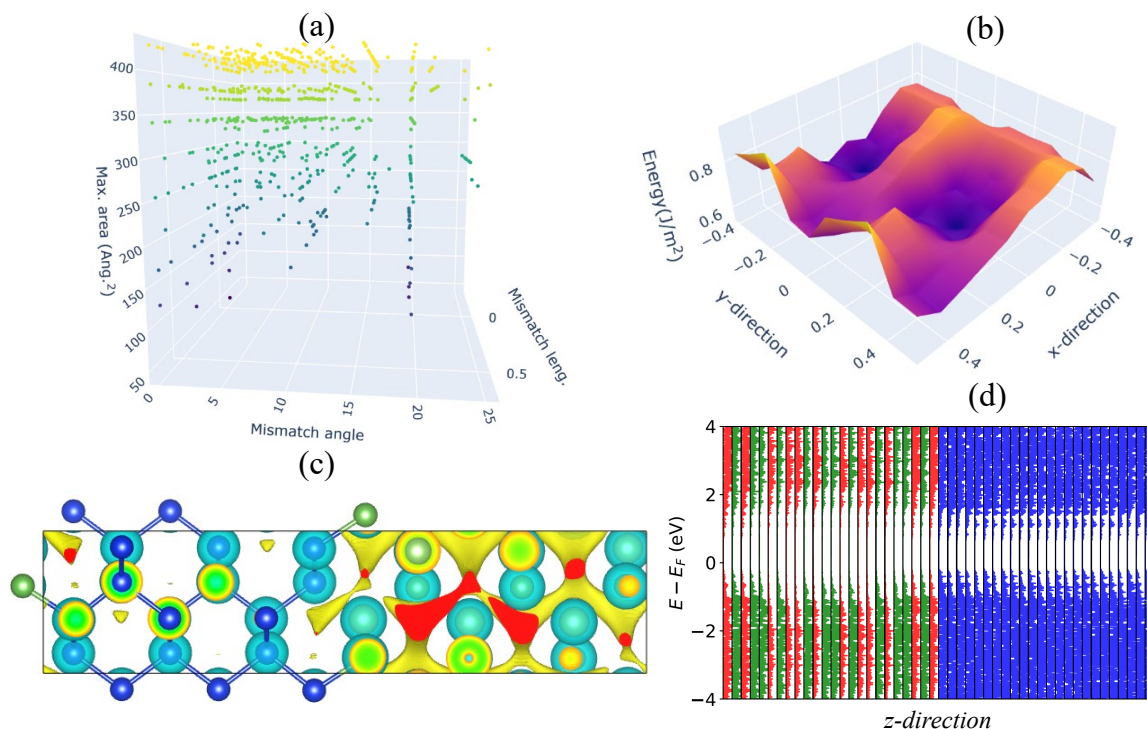 (a)
400
350
300
250
200
150
100
50
Max. area (Ang.²)
0
5
10
15
20
25
Mismatch angle
0
0.5
Mismatch leng.
(b)
0.8
0.6
Energy(J/m²)
−0.4
−0.2
0
0.2
0.4
y-direction
−0.4
−0.2
0
0.2
0.4
x-direction
(c)
(d)
4
2
0
−2
−4
E − E_F (eV)
z-direction